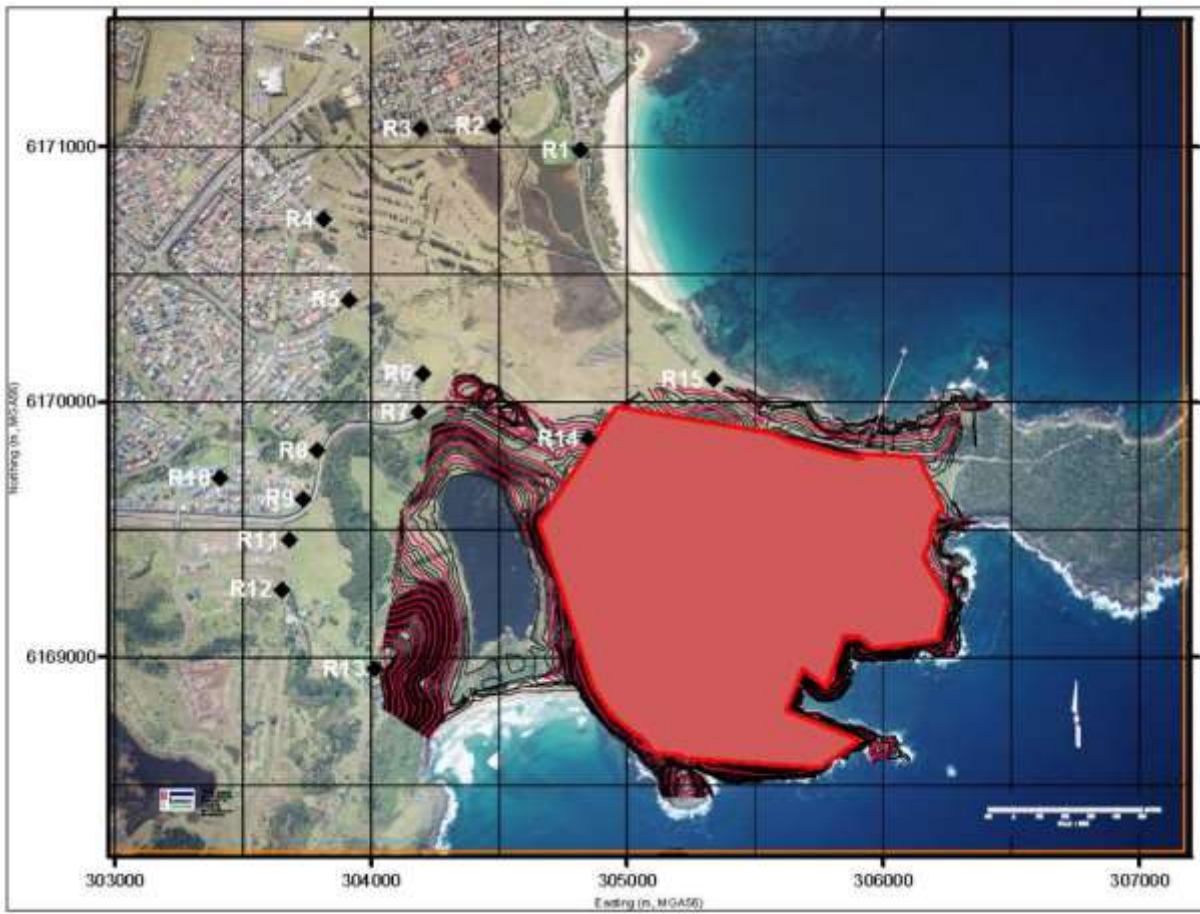 R3
R2
6171000
R1
R4
R5
R6
R15
6170000
R7
R14
R8
R10
R9
R11
R12
6169000
R13
303000
304000
305000
306000
307000
Easting (m, MGA56)
Northing (m, MGA56)